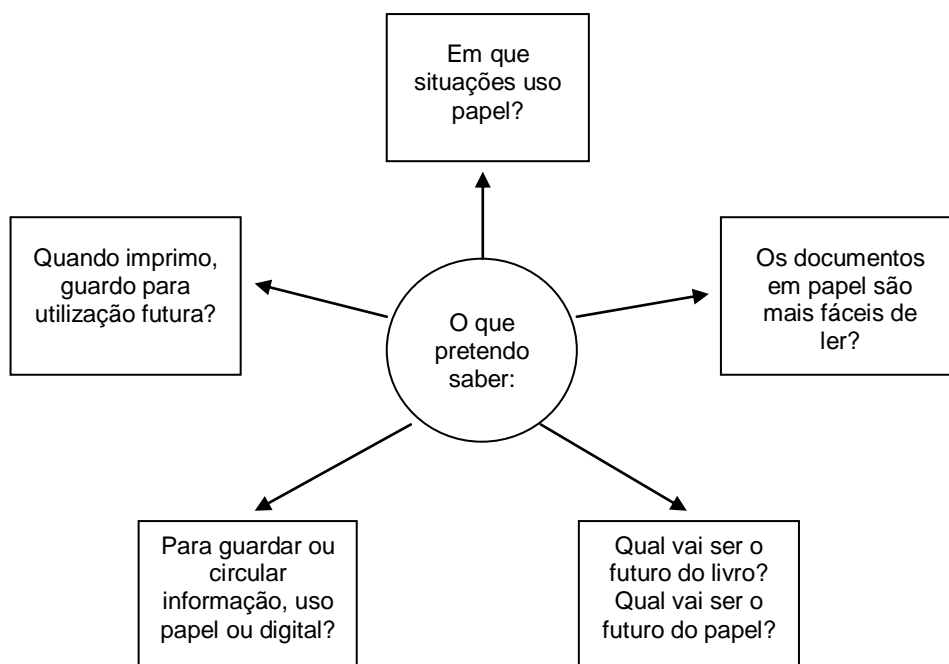 Em que
situações uso
papel?
Quando imprimo,
guardo para
utilização futura?
O que
pretendo
saber:
Os documentos
em papel são
mais fáceis de
ler?
Para guardar ou
circular
informação, uso
papel ou digital?
Qual vai ser o
futuro do livro?
Qual vai ser o
futuro do papel?